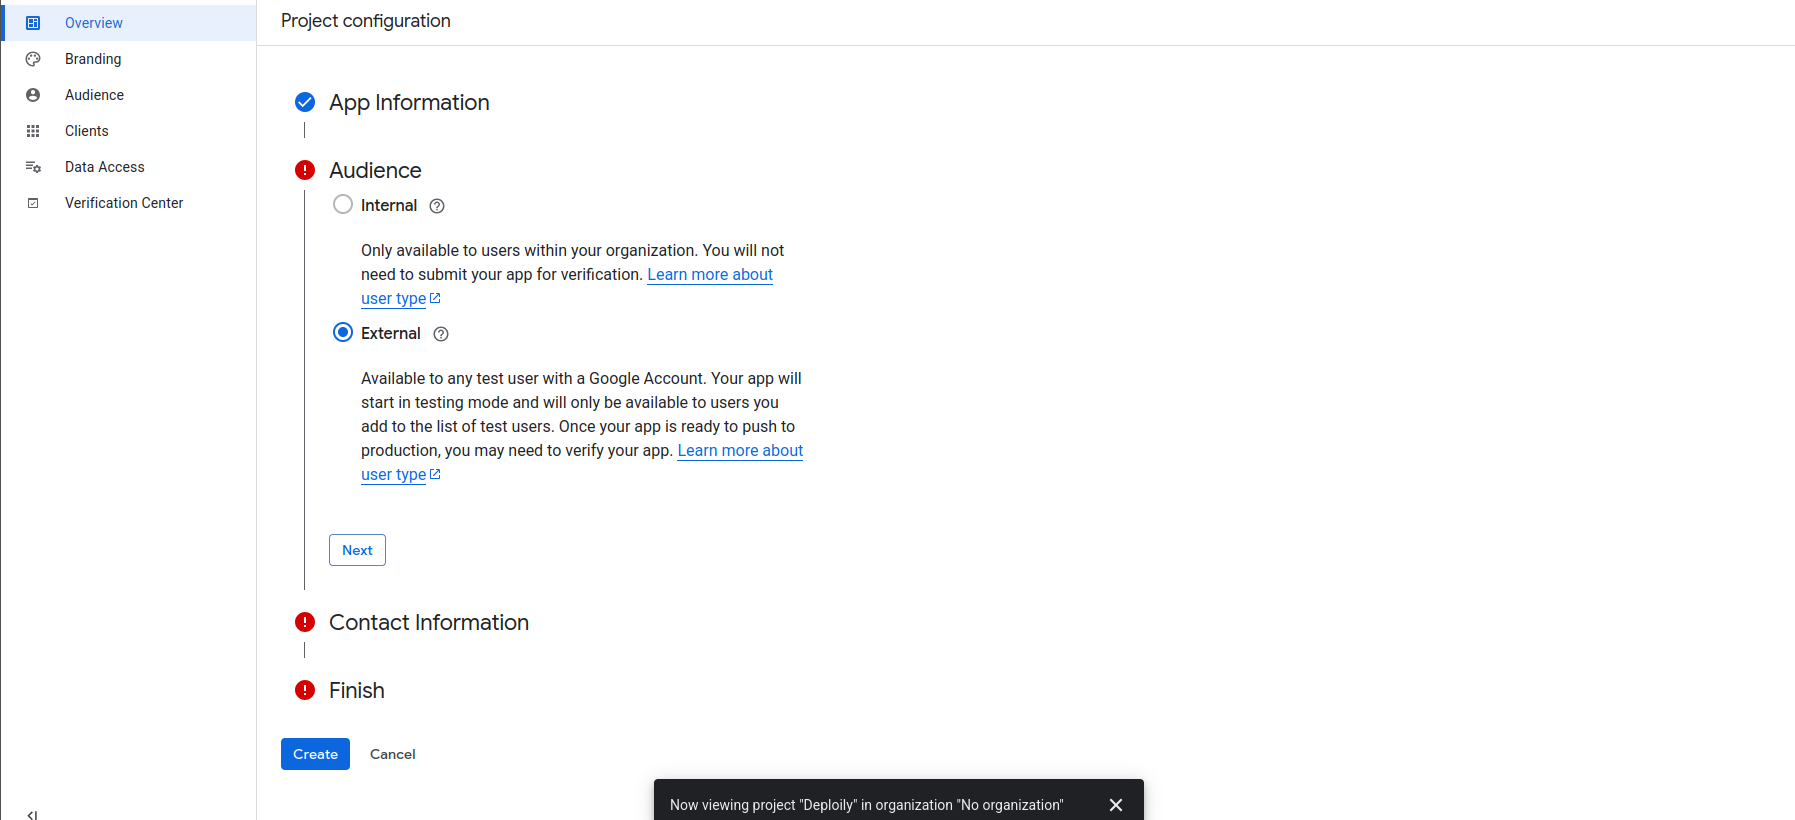 Overview
Branding
Audience
Clients
Data Access
Verification Center
Project configuration
App Information
Audience
Internal
Only available to users within your organization. You will not
need to submit your app for verification. Learn more about
user type
External
Available to any test user with a Google Account. Your app will
start in testing mode and will only be available to users you
add to the list of test users. Once your app is ready to push to
production, you may need to verify your app. Learn more about
user type
Next
Contact Information
Finish
Create
Cancel
Now viewing project "Deploily" in organization "No organization"